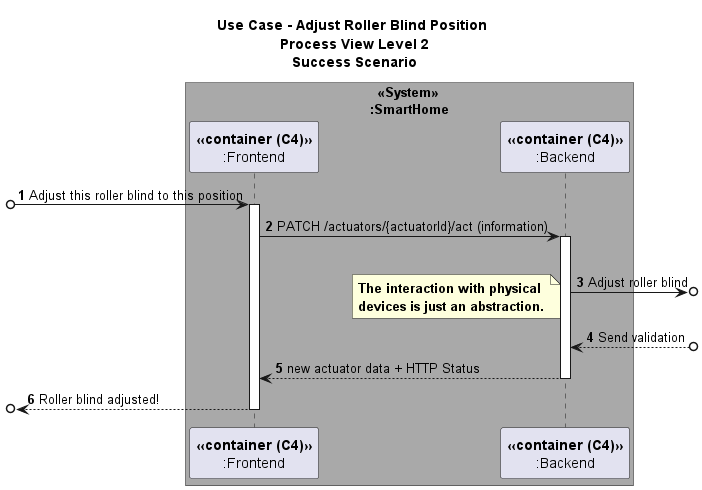 Use Case - Adjust Roller Blind Position
Process View Level 2
Success Scenario
«System»
:SmartHome
«container (C4)»
:Frontend
«container (C4)»
:Backend
1 Adjust this roller blind to this position
2 PATCH /actuators/{actuatorId}/act (information)
The interaction with physical
devices is just an abstraction.
3 Adjust roller blind
4 Send validation
5 new actuator data + HTTP Status
6 Roller blind adjusted!
«container (C4)»
:Frontend
«container (C4)»
:Backend